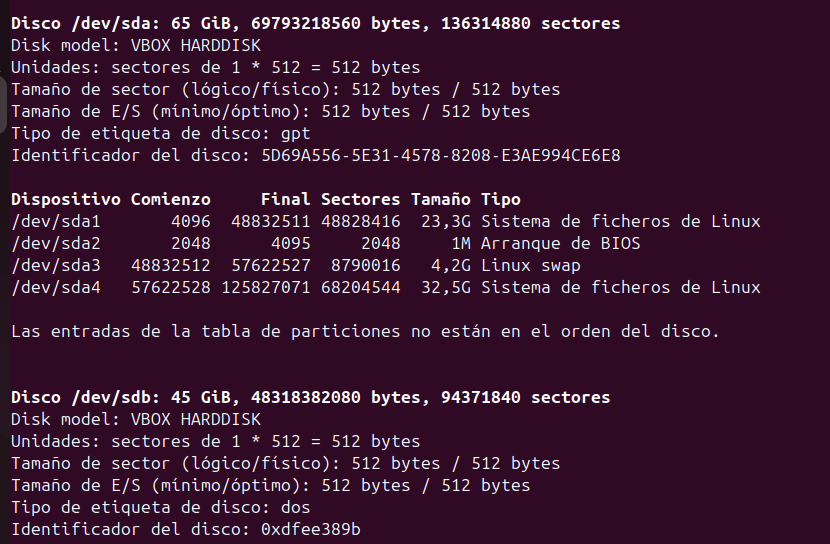 Disco /dev/sda: 65 GiB, 69793218560 bytes, 136314880 sectores
Disk model: VBOX HARDDISK
Unidades: sectores de 1 * 512 = 512 bytes
Tamaño de sector (lógico/físico): 512 bytes / 512 bytes
Tamaño de E/S (mínimo/óptimo): 512 bytes / 512 bytes
Tipo de etiqueta de disco: gpt
Identificador del disco: 5D69A556-5E31-4578-8208-E3AE994CE6E8
Dispositivo Comienzo Final Sectores Tamaño Tipo
/dev/sda1 4096 48832511 48828416 23,3G Sistema de ficheros de Linux
/dev/sda2 2048 4095 2048 1M Arranque de BIOS
/dev/sda3 48832512 57622527 8790016 4,2G Linux swap
/dev/sda4 57622528 125827071 68204544 32,5G Sistema de ficheros de Linux
Las entradas de la tabla de particiones no están en el orden del disco.
Disco /dev/sdb: 45 GiB, 48318382080 bytes, 94371840 sectores
Disk model: VBOX HARDDISK
Unidades: sectores de 1 * 512 = 512 bytes
Tamaño de sector (lógico/físico): 512 bytes / 512 bytes
Tamaño de E/S (mínimo/óptimo): 512 bytes / 512 bytes
Tipo de etiqueta de disco: dos
Identificador del disco: 0xdfee389b